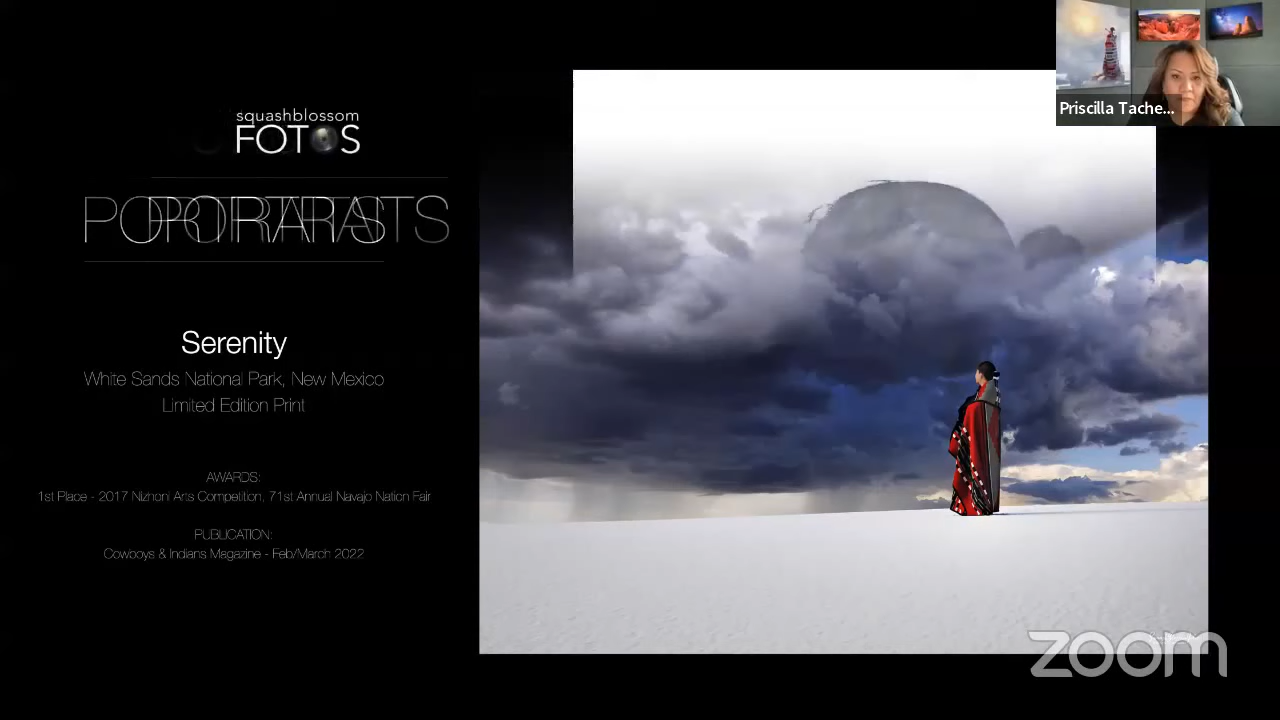 squashblossom
FOTOS
PORTRAITS
Serenity
White Sands National Park, New Mexico
Limited Edition Print
AWARDS:
1st Place - 2017 Nizhoni Arts Competition, 71st Annual Navajo Nation Fair
PUBLICATION:
Cowboys & Indians Magazine - Feb/March 2022
Priscilla Tache...
zoom